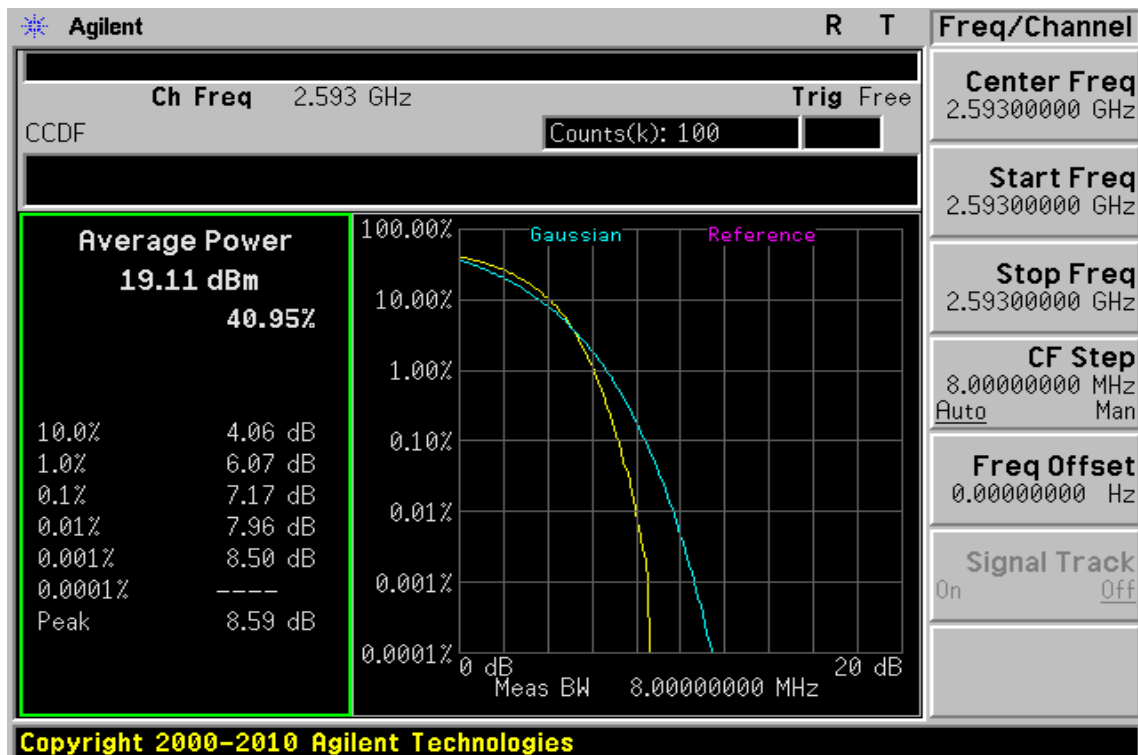 Agilent R T
Ch Freq 2.593 GHz Trig Free
CCDF Counts(k): 100
Average Power
19.11 dBm
40.95%
10.0% 4.06 dB
1.0% 6.07 dB
0.1% 7.17 dB
0.01% 7.96 dB
0.001% 8.50 dB
0.0001% ----
Peak 8.59 dB
Gaussian Reference
100.00%
10.00%
1.00%
0.10%
0.01%
0.001%
0.0001%
0 dB 20 dB
Meas BW 8.00000000 MHz
Freq/Channel
Center Freq
2.59300000 GHz
Start Freq
2.59300000 GHz
Stop Freq
2.59300000 GHz
CF Step
8.00000000 MHz
Auto Man
Freq Offset
0.00000000 Hz
Signal Track
On Off
Copyright 2000-2010 Agilent Technologies